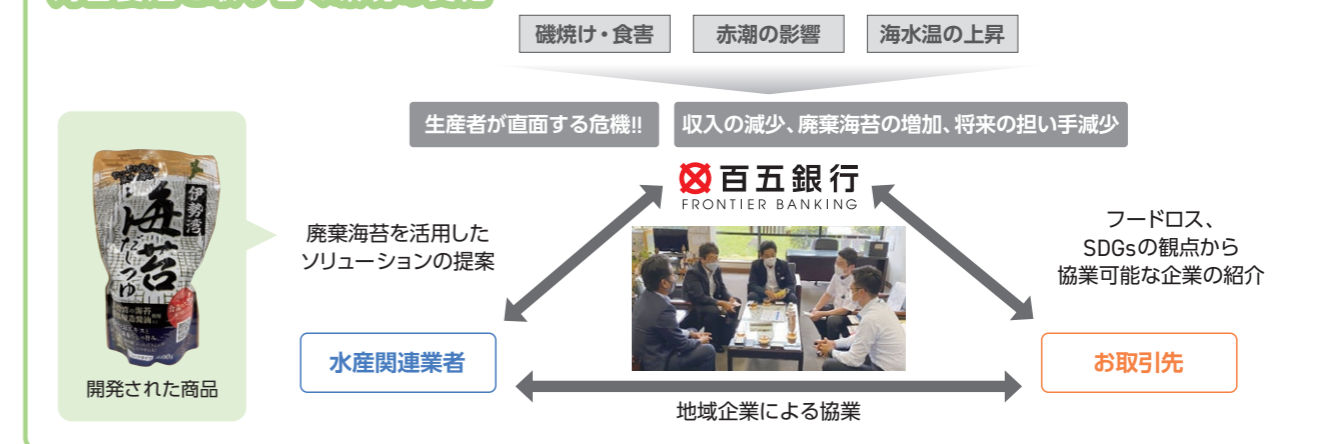 磯焼け・食害
赤潮の影響
海水温の上昇
生産者が直面する危機!!
収入の減少、廃棄海苔の増加、将来の担い手減少
百五銀行
FRONTIER BANKING
伊勢湾
海苔
だしつゆ
開発された商品
廃棄海苔を活用した
ソリューションの提案
フードロス、
SDGsの観点から
協業可能な企業の紹介
水産関連業者
お取引先
地域企業による協業